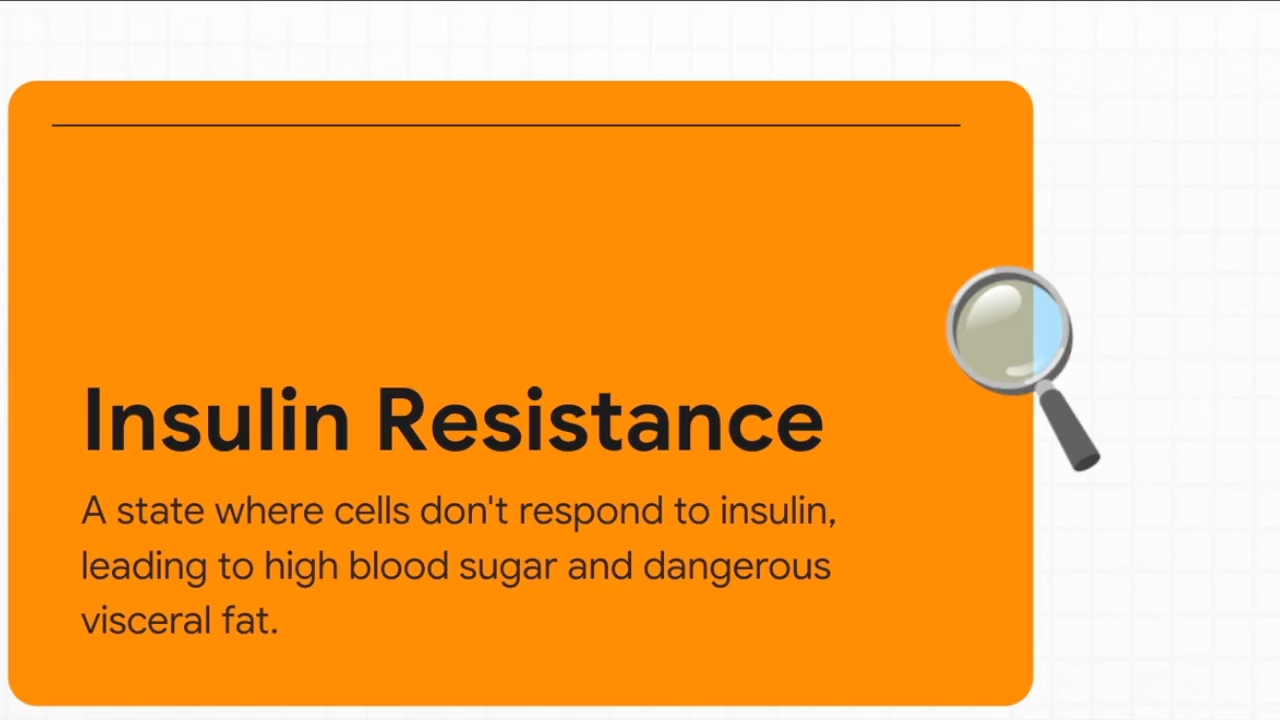 Insulin Resistance
A state where cells don't respond to insulin,
leading to high blood sugar and dangerous
visceral fat.